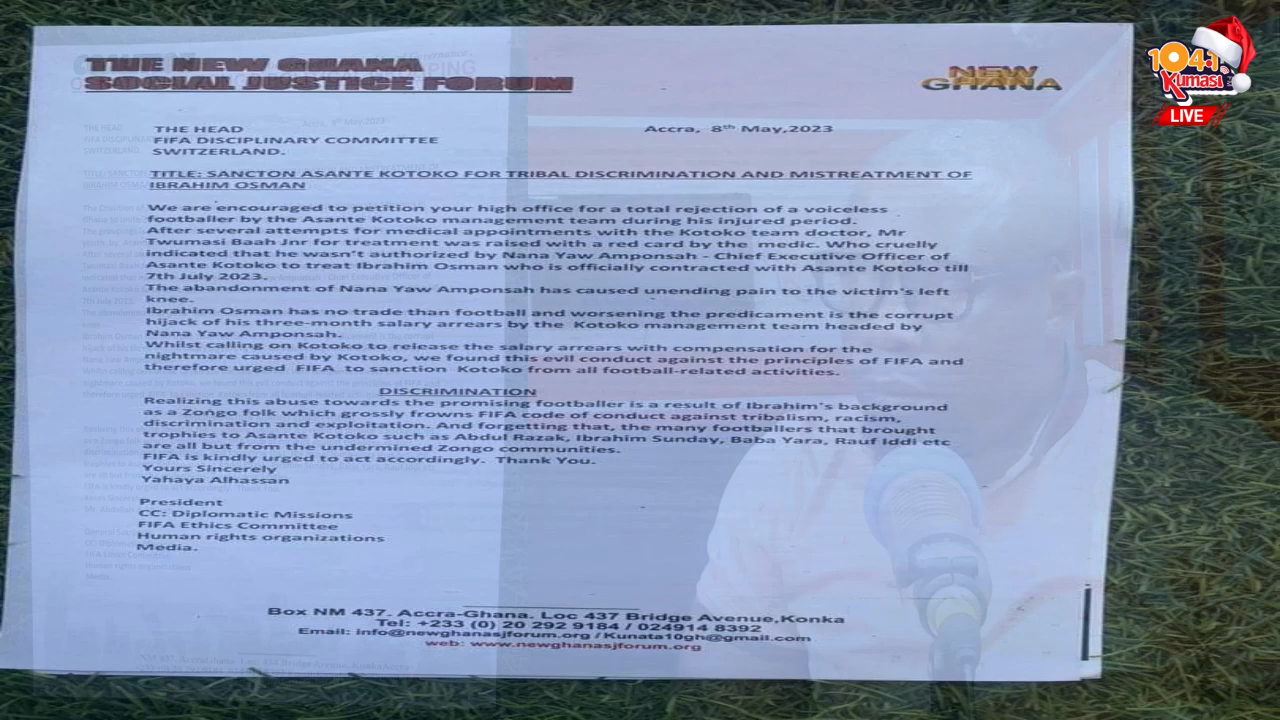 THE NEW GHANA
SOCIAL JUSTICE FORUM
NEW
GHANA
104.1
Kumasi
LIVE
THE HEAD
Accra, 8th May,2023
FIFA DISCIPLINARY COMMITTEE
SWITZERLAND.
TITLE: SANCTON ASANTE KOTOKO FOR TRIBAL DISCRIMINATION AND MISTREATMENT OF
IBRAHIM OSMAN
We are encouraged to petition your high office for a total rejection of a voiceless
footballer by the Asante Kotoko management team during his injured period.
After several attempts for medical appointments with the Kotoko team doctor, Mr
Twumasi Baah Jnr for treatment was raised with a red card by the medic. Who cruelly
indicated that he wasn't authorized by Nana Yaw Amponsah - Chief Executive Officer of
Asante Kotoko to treat Ibrahim Osman who is officially contracted with Asante Kotoko till
7th July 2023.
The abandonment of Nana Yaw Amponsah has caused unending pain to the victim's left
knee.
Ibrahim Osman has no trade than football and worsening the predicament is the corrupt
hijack of his three-month salary arrears by the Kotoko management team headed by
Nana Yaw Amponsah.
Whilst calling on Kotoko to release the salary arrears with compensation for the
nightmare caused by Kotoko, we found this evil conduct against the principles of FIFA and
therefore urged FIFA to sanction Kotoko from all football-related activities.
DISCRIMINATION
Realizing this abuse towards the promising footballer is a result of Ibrahim's background
as a Zongo folk which grossly frowns FIFA code of conduct against tribalism, racism,
discrimination and exploitation. And forgetting that, the many footballers that brought
trophies to Asante Kotoko such as Abdul Razak, Ibrahim Sunday, Baba Yara, Rauf Iddi etc
are all but from the undermined Zongo communities.
FIFA is kindly urged to act accordingly. Thank You.
Yours Sincerely
Yahaya Alhassan
President
CC: Diplomatic Missions
FIFA Ethics Committee
Human rights organizations
Media.
Box NM 437. Accra-Ghana. Loc 437 Bridge Avenue,Konka
Tel: +233 (0) 20 292 9184 / 024914 8392
Email: info@newghanasjforum.org / Kunata10gh@gmail.com
web: www.newghanasjforum.org